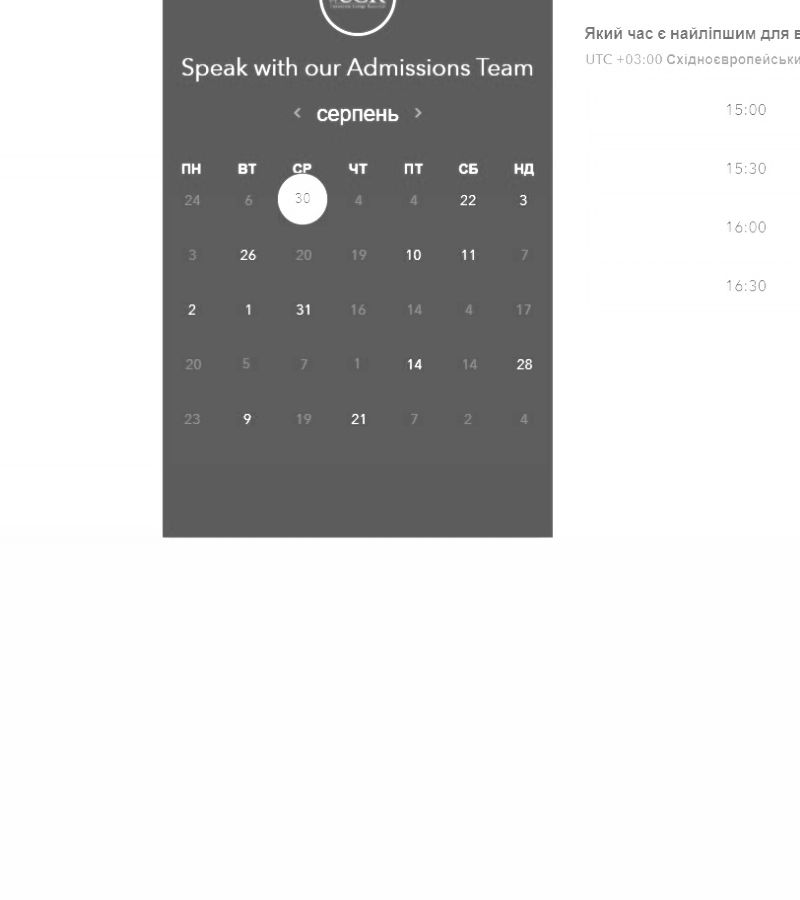 Speak with our Admissions Team
< серпень >
ПН ВТ СР ЧТ ПТ СБ НД
24 6 30 4 4 22 3
3 26 20 19 10 11 7
2 1 31 16 14 4 17
20 5 7 1 14 14 28
23 9 19 21 7 2 4
Який час є найліпшим для
UTC +03:00
15:00
15:30
16:00
16:30